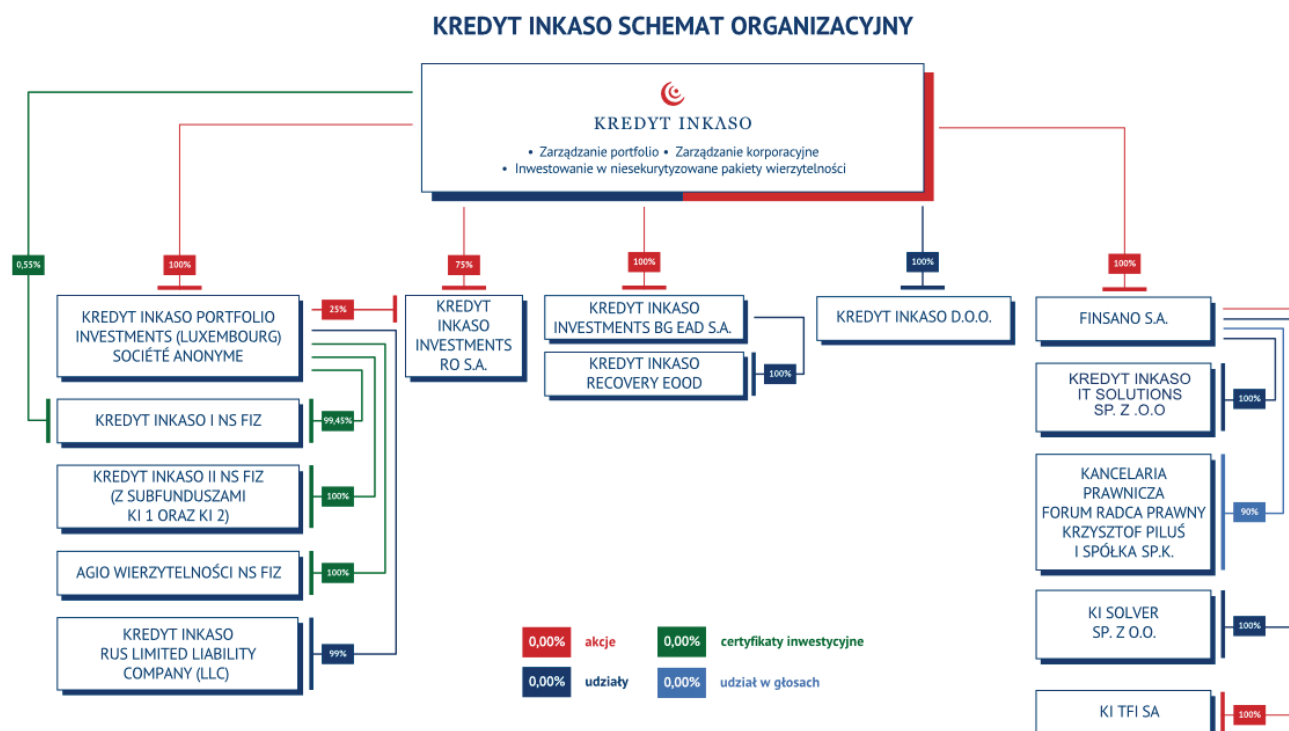 KREDYT INKASO SCHEMAT ORGANIZACYJNY
KREDYT INKASO
• Zarządzanie portfolio • Zarządzanie korporacyjne
• Inwestowanie w niesekurytyzowane pakiety wierzytelności
0,55%
100%
75%
100%
100%
100%
KREDYT INKASO PORTFOLIO
INVESTMENTS (LUXEMBOURG)
SOCIÉTÉ ANONYME
25%
KREDYT
INKASO
INVESTMENTS
RO S.A.
KREDYT INKASO
INVESTMENTS BG EAD S.A.
KREDYT INKASO
RECOVERY EOOD
100%
KREDYT INKASO D.O.O.
FINSANO S.A.
KREDYT INKASO
IT SOLUTIONS
SP. Z .O.O
100%
KREDYT INKASO I NS FIZ
99,45%
KREDYT INKASO II NS FIZ
(Z SUBFUNDUSZAMI
KI 1 ORAZ KI 2)
100%
KANCELARIA
PRAWNICZA
FORUM RADCA PRAWNY
KRZYSZTOF PILUŚ
I SPÓŁKA SP.K.
90%
AGIO WIERZYTELNOŚCI NS FIZ
100%
KREDYT INKASO
RUS LIMITED LIABILITY
COMPANY (LLC)
99%
KI SOLVER
SP. Z O.O.
100%
0,00% akcje
0,00% certyfikaty inwestycyjne
0,00% udziały
0,00% udział w głosach
KI TFI SA
100%